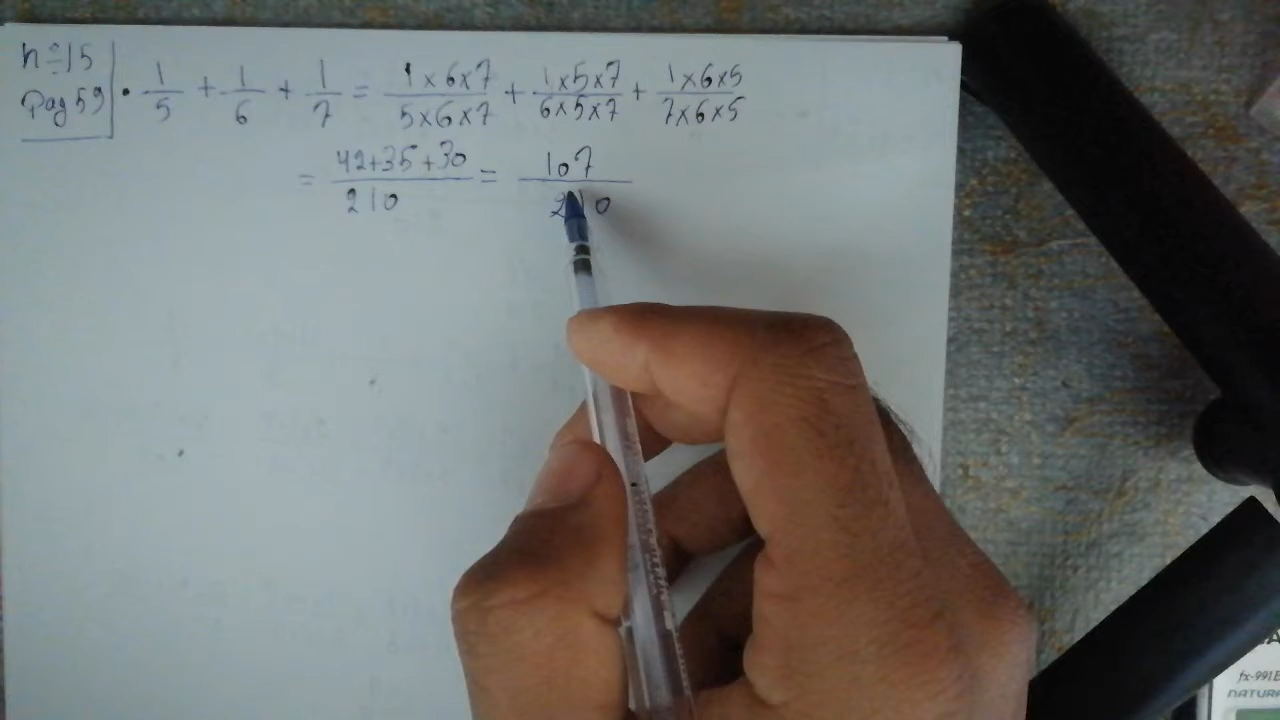 n°15
Pag 59
• 1/5 + 1/6 + 1/7 = 1×6×7/5×6×7 + 1×5×7/6×5×7 + 1×6×5/7×6×5
= 42+35+30/210 = 107/210
fx-991E
NATURA